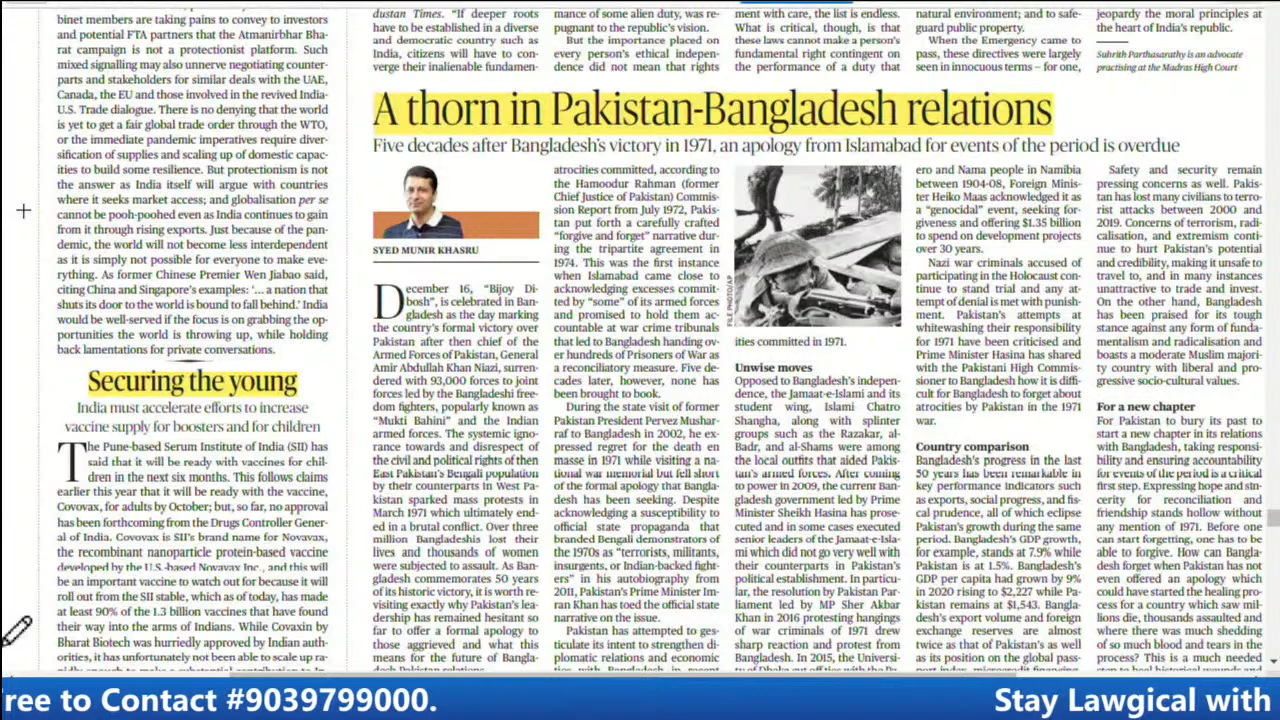 binet members are taking pains to convey to investors
and potential FTA partners that the Atmanirbhar Bha-
rat campaign is not a protectionist platform. Such
mixed signalling may also unnerve negotiating counter-
parts and stakeholders for similar deals with the UAE,
Canada, the EU and those involved in the revived India-
U.S. Trade dialogue. There is no denying that the world
is yet to get a fair global trade order through the WTO,
or the immediate pandemic imperatives require diver-
sification of supplies and scaling up of domestic capac-
ities to build some resilience. But protectionism is not
the answer as India itself will argue with countries
where it seeks market access; and globalisation per se
cannot be pooh-poohed even as India continues to gain
from it through rising exports. Just because of the pan-
demic, the world will not become less interdependent
as it is simply not possible for everyone to make eve-
rything. As former Chinese Premier Wen Jiabao said,
citing China and Singapore's examples: '... a nation that
shuts its door to the world is bound to fall behind.' India
would be well-served if the focus is on grabbing the op-
portunities the world is throwing up, while holding
back lamentations for private conversations.
Securing the young
India must accelerate efforts to increase
vaccine supply for boosters and for children
The Pune-based Serum Institute of India (SII) has
said that it will be ready with vaccines for chil-
dren in the next six months. This follows claims
earlier this year that it will be ready with the vaccine,
Covovax, for adults by October; but, so far, no approval
has been forthcoming from the Drugs Controller Gener-
al of India. Covovax is SII's brand name for Novavax,
the recombinant nanoparticle protein-based vaccine
developed by the U.S.-based Novavax Inc., and this will
be an important vaccine to watch out for because it will
roll out from the SII stable, which as of today, has made
at least 90% of the 1.3 billion vaccines that have found
their way into the arms of Indians. While Covaxin by
Bharat Biotech was hurriedly approved by Indian auth-
orities, it has unfortunately not been able to scale up ra-
dustan Times. "If deeper roots
have to be established in a diverse
and democratic country such as
India, citizens will have to con-
verge their inalienable fundamen-
mance of some alien duty, was re-
pugnant to the republic's vision.
But the importance placed on
every person's ethical indepen-
dence did not mean that rights
ment with care, the list is endless.
What is critical, though, is that
these laws cannot make a person's
fundamental right contingent on
the performance of a duty that
natural environment; and to safe-
guard public property.
When the Emergency came to
pass, these directives were largely
seen in innocuous terms – for one,
jeopardy the moral principles at
the heart of India's republic.
Suhrith Parthasarathy is an advocate
practising at the Madras High Court
A thorn in Pakistan-Bangladesh relations
Five decades after Bangladesh's victory in 1971, an apology from Islamabad for events of the period is overdue
SYED MUNIR KHASRU
December 16, "Bijoy Di-
bosh", is celebrated in Ban-
gladesh as the day marking
the country's formal victory over
Pakistan after then chief of the
Armed Forces of Pakistan, General
Amir Abdullah Khan Niazi, surren-
dered with 93,000 forces to joint
forces led by the Bangladeshi free-
dom fighters, popularly known as
"Mukti Bahini" and the Indian
armed forces. The systemic igno-
rance towards and disrespect of
the civil and political rights of then
East Pakistan's Bengali population
by their counterparts in West Pa-
kistan sparked mass protests in
March 1971 which ultimately end-
ed in a brutal conflict. Over three
million Bangladeshis lost their
lives and thousands of women
were subjected to assault. As Ban-
gladesh commemorates 50 years
of its historic victory, it is worth re-
visiting exactly why Pakistan's lea-
dership has remained hesitant so
far to offer a formal apology to
those aggrieved and what this
means for the future of Bangla-
desh-Pakistan relations.
atrocities committed, according to
the Hamoodur Rahman (former
Chief Justice of Pakistan) Commis-
sion Report from July 1972, Pakis-
tan put forth a carefully crafted
"forgive and forget" narrative dur-
ing the tripartite agreement in
1974. This was the first instance
when Islamabad came close to
acknowledging excesses commit-
ted by "some" of its armed forces
and promised to hold them ac-
countable at war crime tribunals
that led to Bangladesh handing ov-
er hundreds of Prisoners of War as
a reconciliatory measure. Five de-
cades later, however, none has
been brought to book.
During the state visit of former
Pakistan President Pervez Mushar-
raf to Bangladesh in 2002, he ex-
pressed regret for the death en
masse in 1971 while visiting a na-
tional war memorial but fell short
of the formal apology that Bangla-
desh has been seeking. Despite
acknowledging a susceptibility to
official state propaganda that
branded Bengali demonstrators of
the 1970s as "terrorists, militants,
insurgents, or Indian-backed fight-
ers" in his autobiography from
2011, Pakistan's Prime Minister Im-
ran Khan has toed the official state
narrative on the issue.
Pakistan has attempted to ges-
ticulate its intent to strengthen di-
plomatic relations and economic
ties with Bangladesh in recent
FILE PHOTO/AP
ities committed in 1971.
Unwise moves
Opposed to Bangladesh's indepen-
dence, the Jamaat-e-Islami and its
student wing, Islami Chatro
Shangha, along with splinter
groups such as the Razakar, al-
Badr, and al-Shams were among
the local outfits that aided Pakis-
tan's armed forces. After coming
to power in 2009, the current Ban-
gladesh government led by Prime
Minister Sheikh Hasina has prose-
cuted and in some cases executed
senior leaders of the Jamaat-e-Isla-
mi which did not go very well with
their counterparts in Pakistan's
political establishment. In particu-
lar, the resolution by Pakistan Par-
liament led by MP Sher Akbar
Khan in 2016 protesting hangings
of war criminals of 1971 drew
sharp reaction and protest from
Bangladesh. In 2015, the Universi-
ty of Dhaka cut off ties with the Pa-
ero and Nama people in Namibia
between 1904-08, Foreign Minis-
ter Heiko Maas acknowledged it as
a "genocidal" event, seeking for-
giveness and offering $1.35 billion
to spend on development projects
over 30 years.
Nazi war criminals accused of
participating in the Holocaust con-
tinue to stand trial and any at-
tempt of denial is met with punish-
ment. Pakistan's attempts at
whitewashing their responsibility
for 1971 have been criticised and
Prime Minister Hasina has shared
with the Pakistani High Commis-
sioner to Bangladesh how it is diffi-
cult for Bangladesh to forget about
atrocities by Pakistan in the 1971
war.
Country comparison
Bangladesh's progress in the last
50 years has been remarkable in
key performance indicators such
as exports, social progress, and fis-
cal prudence, all of which eclipse
Pakistan's growth during the same
period. Bangladesh's GDP growth,
for example, stands at 7.9% while
Pakistan is at 1.5%. Bangladesh's
GDP per capita had grown by 9%
in 2020 rising to $2,227 while Pa-
kistan remains at $1,543. Bangla-
desh's export volume and foreign
exchange reserves are almost
twice as that of Pakistan's as well
as its position on the global pass-
port index, microcredit financing,
Safety and security remain
pressing concerns as well. Pakis-
tan has lost many civilians to terro-
rist attacks between 2000 and
2019. Concerns of terrorism, radi-
calisation, and extremism contin-
ue to hurt Pakistan's potential
and credibility, making it unsafe to
travel to, and in many instances
unattractive to trade and invest.
On the other hand, Bangladesh
has been praised for its tough
stance against any form of funda-
mentalism and radicalisation and
boasts a moderate Muslim majori-
ty country with liberal and pro-
gressive socio-cultural values.
For a new chapter
For Pakistan to bury its past to
start a new chapter in its relations
with Bangladesh, taking responsi-
bility and ensuring accountability
for events of the period is a critical
first step. Expressing hope and sin-
cerity for reconciliation and
friendship stands hollow without
any mention of 1971. Before one
can start forgetting, one has to be
able to forgive. How can Bangla-
desh forget when Pakistan has not
even offered an apology which
could have started the healing pro-
cess for a country which saw mil-
lions die, thousands assaulted and
where there was much shedding
of so much blood and tears in the
process? This is a much needed
step to heal historical wounds and
ree to Contact #9039799000.
Stay Lawgical with